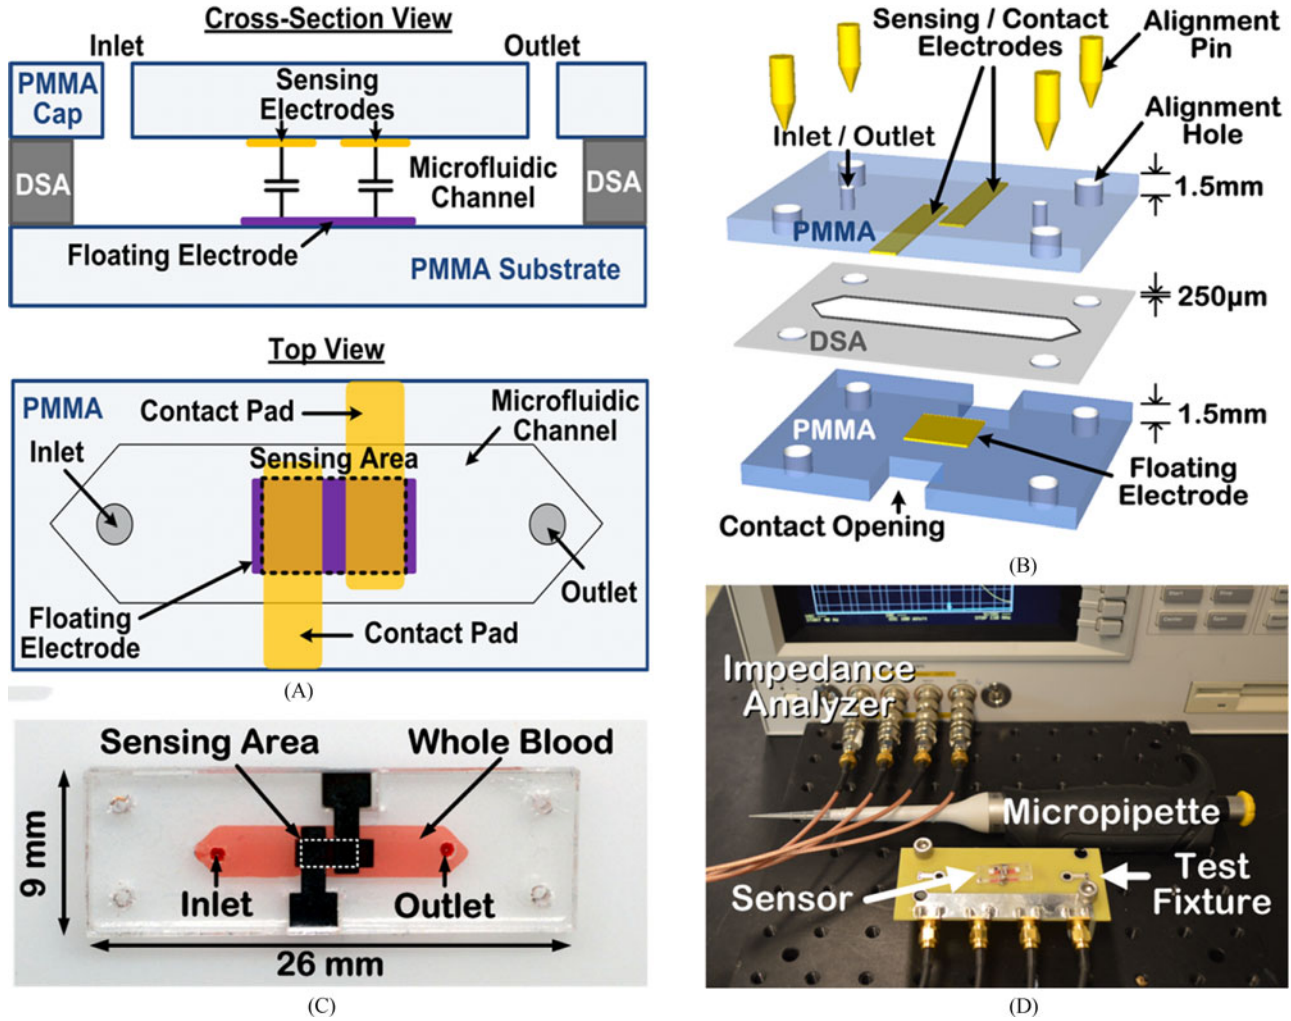 Cross-Section View
Inlet
Outlet
PMMA
Cap
Sensing
Electrodes
DSA
Microfluidic
Channel
DSA
Floating Electrode
PMMA Substrate
Top View
PMMA
Contact Pad
Microfluidic
Channel
Inlet
Sensing Area
Floating
Electrode
Contact Pad
Outlet
(A)
Sensing / Contact
Electrodes
Alignment
Pin
Inlet / Outlet
Alignment
Hole
1.5mm
PMMA
250µm
DSA
1.5mm
PMMA
Floating
Electrode
Contact Opening
(B)
Sensing Area
Whole Blood
9 mm
Inlet
Outlet
26 mm
(C)
Impedance
Analyzer
Micropipette
Sensor
Test
Fixture
(D)